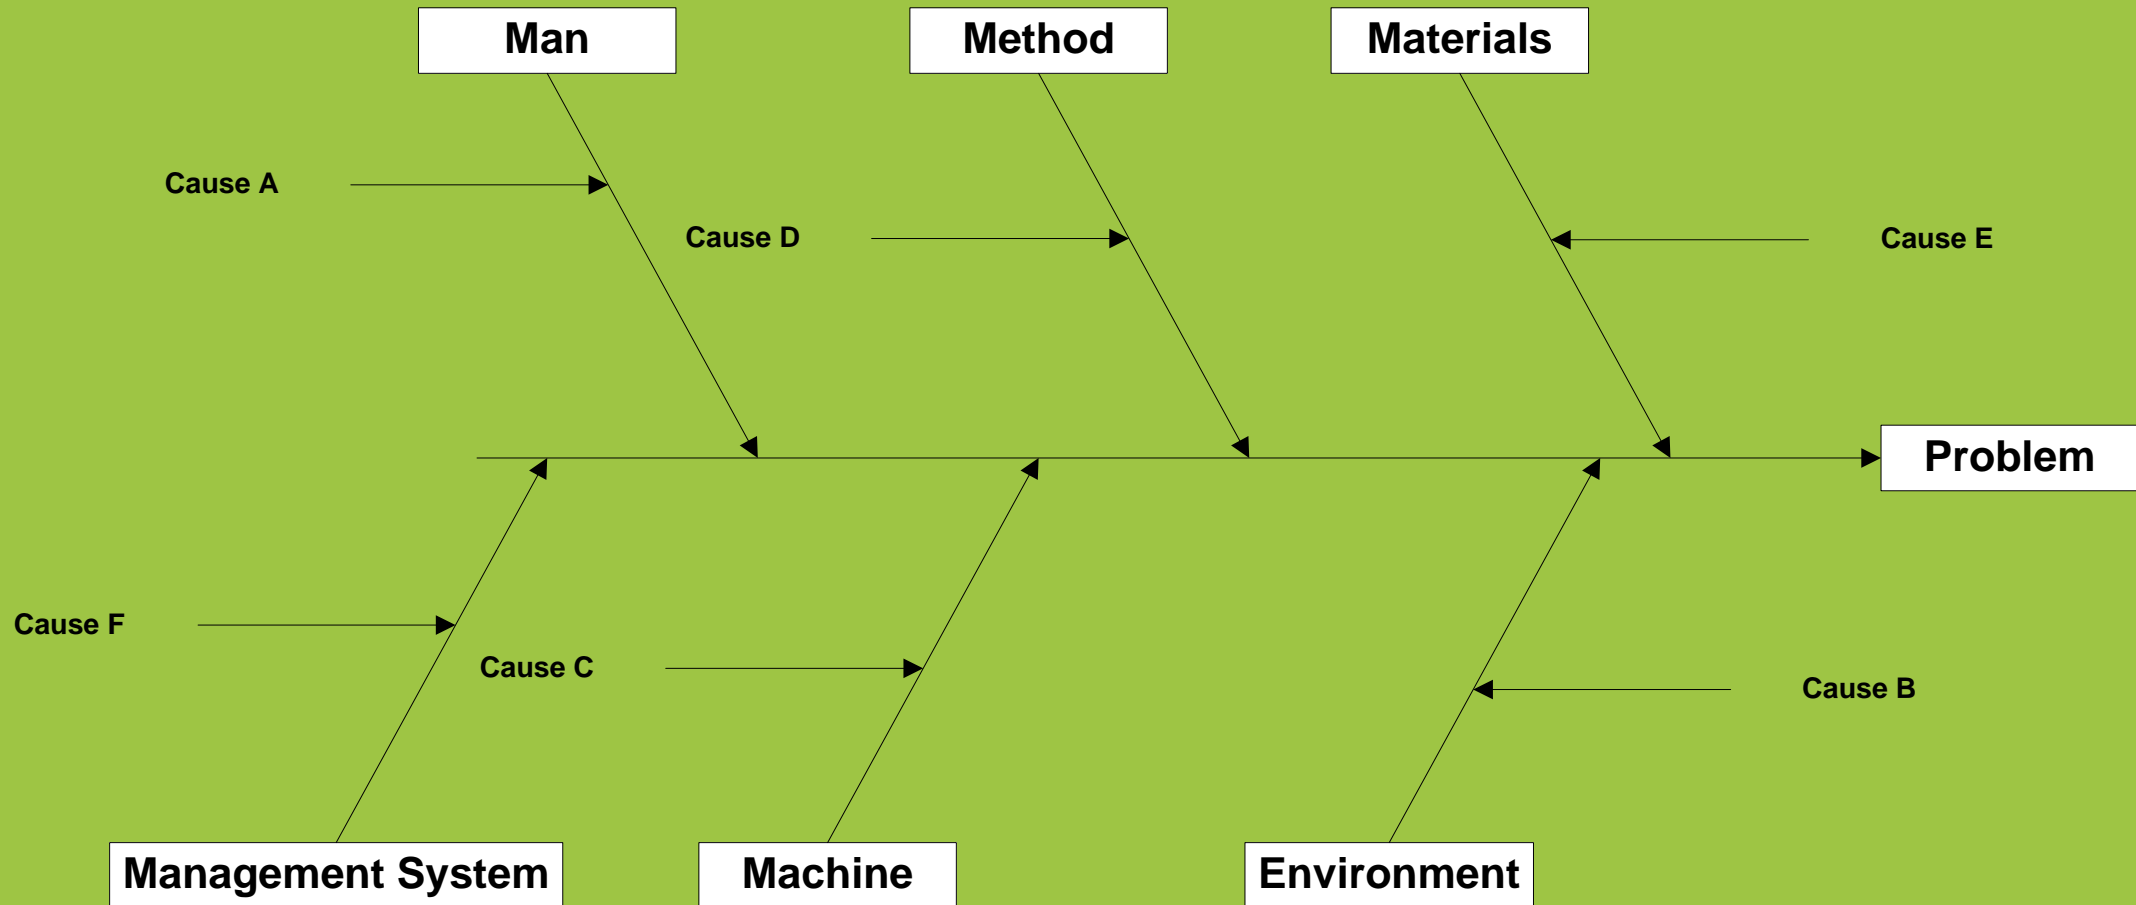 Man
Method
Materials
Cause A
Cause D
Cause E
Problem
Cause F
Cause C
Cause B
Management System
Machine
Environment